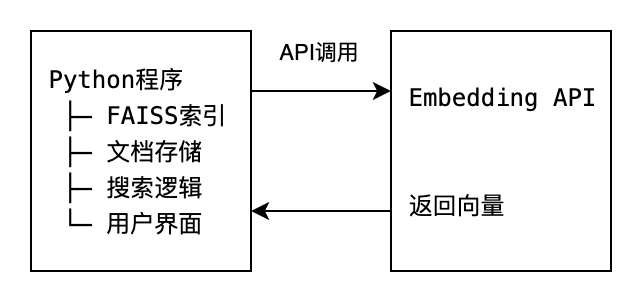 Python程序
├─ FAISS索引
├─ 文档存储
├─ 搜索逻辑
└─ 用户界面
API调用
Embedding API
返回向量